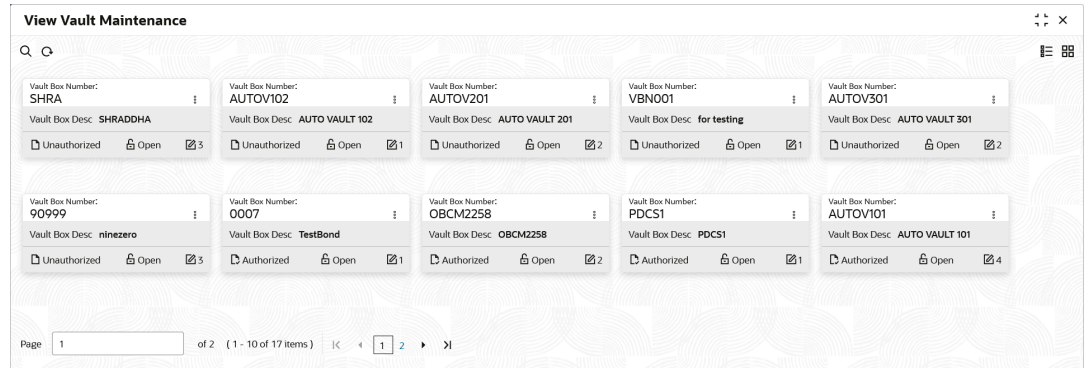 View Vault Maintenance
Vault Box Number: Vault Box Number: Vault Box Number: Vault Box Number: Vault Box Number:
SHRA AUTOV102 AUTOV201 VBN001 AUTOV301
Vault Box Desc SHRADDHA Vault Box Desc AUTO VAULT 102 Vault Box Desc AUTO VAULT 201 Vault Box Desc for testing Vault Box Desc AUTO VAULT 301
Unauthorized Open 3 Unauthorized Open 1 Unauthorized Open 2 Unauthorized Open 1 Unauthorized Open 2
Vault Box Number: Vault Box Number: Vault Box Number: Vault Box Number: Vault Box Number:
90999 0007 OBCM2258 PDCS1 AUTOV101
Vault Box Desc ninezero Vault Box Desc TestBond Vault Box Desc OBCM2258 Vault Box Desc PDCS1 Vault Box Desc AUTO VAULT 101
Unauthorized Open 3 Authorized Open 1 Authorized Open 2 Authorized Open 1 Authorized Open 4
Page 1 of 2 (1 - 10 of 17 items) 1 2